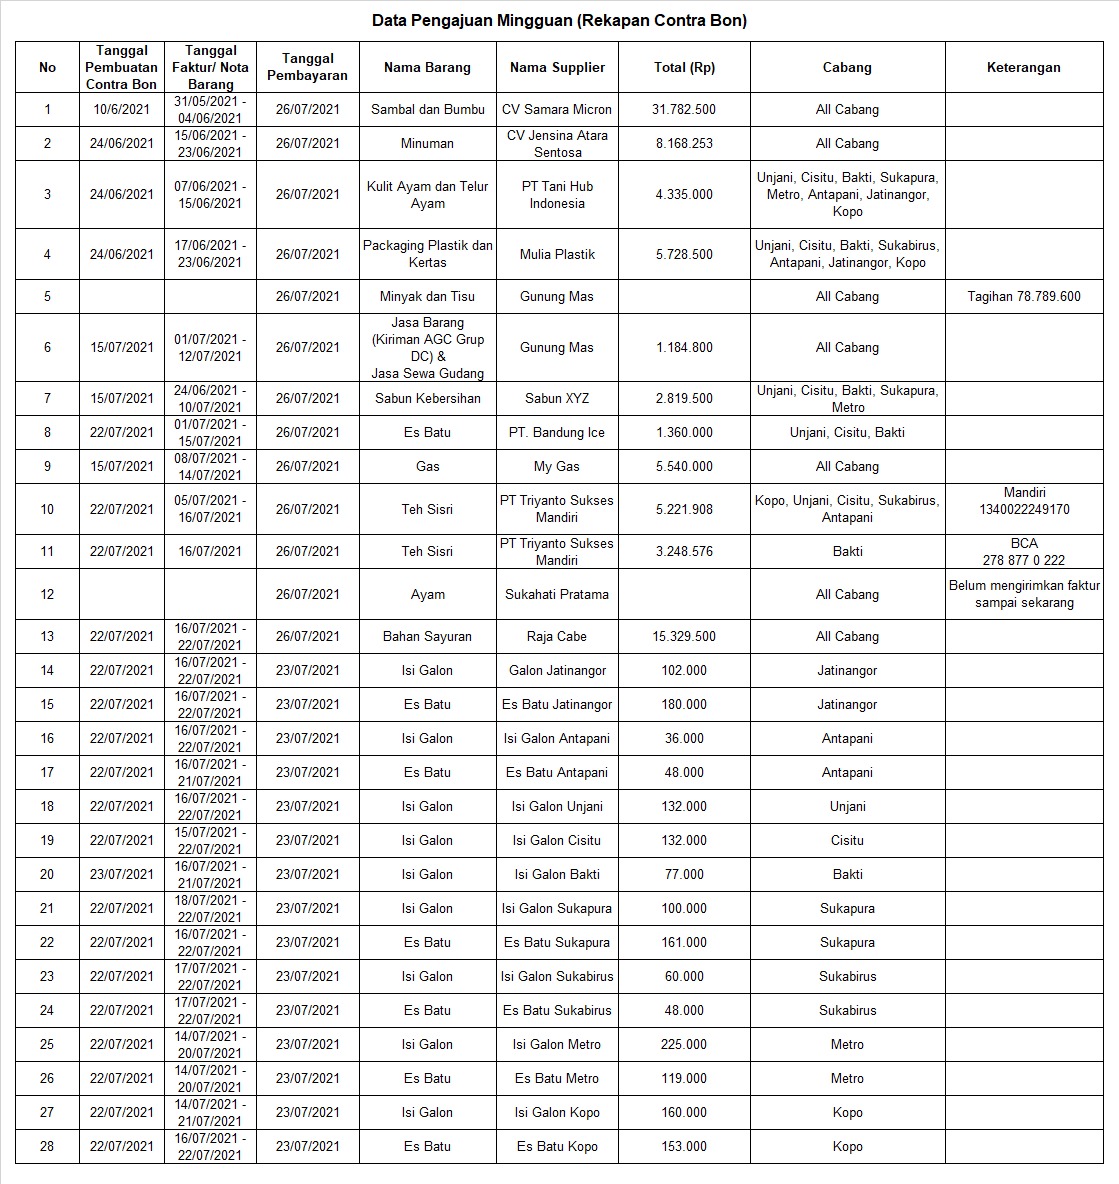 Data Pengajuan Mingguan (Rekapan Contra Bon)
No | Tanggal Pembuatan Contra Bon | Tanggal Faktur/ Nota Barang | Tanggal Pembayaran | Nama Barang | Nama Supplier | Total (Rp) | Cabang | Keterangan
1 | 10/6/2021 | 31/05/2021 - 04/06/2021 | 26/07/2021 | Sambal dan Bumbu | CV Samara Micron | 31.782.500 | All Cabang
2 | 24/06/2021 | 15/06/2021 - 23/06/2021 | 26/07/2021 | Minuman | CV Jensina Atara Sentosa | 8.168.253 | All Cabang
3 | 24/06/2021 | 07/06/2021 - 15/06/2021 | 26/07/2021 | Kulit Ayam dan Telur Ayam | PT Tani Hub Indonesia | 4.335.000 | Unjani, Cisitu, Bakti, Sukapura, Metro, Antapani, Jatinangor, Kopo
4 | 24/06/2021 | 17/06/2021 - 23/06/2021 | 26/07/2021 | Packaging Plastik dan Kertas | Mulia Plastik | 5.728.500 | Unjani, Cisitu, Bakti, Sukabirus, Antapani, Jatinangor, Kopo
5 | 26/07/2021 | Minyak dan Tisu | Gunung Mas | All Cabang | Tagihan 78.789.600
6 | 15/07/2021 | 01/07/2021 - 12/07/2021 | 26/07/2021 | Jasa Barang (Kiriman AGC Grup DC) & Jasa Sewa Gudang | Gunung Mas | 1.184.800 | All Cabang
7 | 15/07/2021 | 24/06/2021 - 10/07/2021 | 26/07/2021 | Sabun Kebersihan | Sabun XYZ | 2.819.500 | Unjani, Cisitu, Bakti, Sukapura, Metro
8 | 22/07/2021 | 01/07/2021 - 15/07/2021 | 26/07/2021 | Es Batu | PT. Bandung Ice | 1.360.000 | Unjani, Cisitu, Bakti
9 | 15/07/2021 | 08/07/2021 - 14/07/2021 | 26/07/2021 | Gas | My Gas | 5.540.000 | All Cabang
10 | 22/07/2021 | 05/07/2021 - 16/07/2021 | 26/07/2021 | Teh Sisri | PT Triyanto Sukses Mandiri | 5.221.908 | Kopo, Unjani, Cisitu, Sukabirus, Antapani | Mandiri 1340022249170
11 | 22/07/2021 | 16/07/2021 | 26/07/2021 | Teh Sisri | PT Triyanto Sukses Mandiri | 3.248.576 | Bakti | BCA 278 877 0 222
12 | 26/07/2021 | Ayam | Sukahati Pratama | All Cabang | Belum mengirimkan faktur sampai sekarang
13 | 22/07/2021 | 16/07/2021 - 22/07/2021 | 26/07/2021 | Bahan Sayuran | Raja Cabe | 15.329.500 | All Cabang
14 | 22/07/2021 | 16/07/2021 - 22/07/2021 | 23/07/2021 | Isi Galon | Galon Jatinangor | 102.000 | Jatinangor
15 | 22/07/2021 | 16/07/2021 - 22/07/2021 | 23/07/2021 | Es Batu | Es Batu Jatinangor | 180.000 | Jatinangor
16 | 22/07/2021 | 16/07/2021 - 22/07/2021 | 23/07/2021 | Isi Galon | Isi Galon Antapani | 36.000 | Antapani
17 | 22/07/2021 | 16/07/2021 - 21/07/2021 | 23/07/2021 | Es Batu | Es Batu Antapani | 48.000 | Antapani
18 | 22/07/2021 | 16/07/2021 - 22/07/2021 | 23/07/2021 | Isi Galon | Isi Galon Unjani | 132.000 | Unjani
19 | 22/07/2021 | 15/07/2021 - 22/07/2021 | 23/07/2021 | Isi Galon | Isi Galon Cisitu | 132.000 | Cisitu
20 | 23/07/2021 | 16/07/2021 - 21/07/2021 | 23/07/2021 | Isi Galon | Isi Galon Bakti | 77.000 | Bakti
21 | 22/07/2021 | 18/07/2021 - 22/07/2021 | 23/07/2021 | Isi Galon | Isi Galon Sukapura | 100.000 | Sukapura
22 | 22/07/2021 | 16/07/2021 - 22/07/2021 | 23/07/2021 | Es Batu | Es Batu Sukapura | 161.000 | Sukapura
23 | 22/07/2021 | 17/07/2021 - 22/07/2021 | 23/07/2021 | Isi Galon | Isi Galon Sukabirus | 60.000 | Sukabirus
24 | 22/07/2021 | 17/07/2021 - 22/07/2021 | 23/07/2021 | Es Batu | Es Batu Sukabirus | 48.000 | Sukabirus
25 | 22/07/2021 | 14/07/2021 - 20/07/2021 | 23/07/2021 | Isi Galon | Isi Galon Metro | 225.000 | Metro
26 | 22/07/2021 | 14/07/2021 - 20/07/2021 | 23/07/2021 | Es Batu | Es Batu Metro | 119.000 | Metro
27 | 22/07/2021 | 14/07/2021 - 21/07/2021 | 23/07/2021 | Isi Galon | Isi Galon Kopo | 160.000 | Kopo
28 | 22/07/2021 | 16/07/2021 - 22/07/2021 | 23/07/2021 | Es Batu | Es Batu Kopo | 153.000 | Kopo